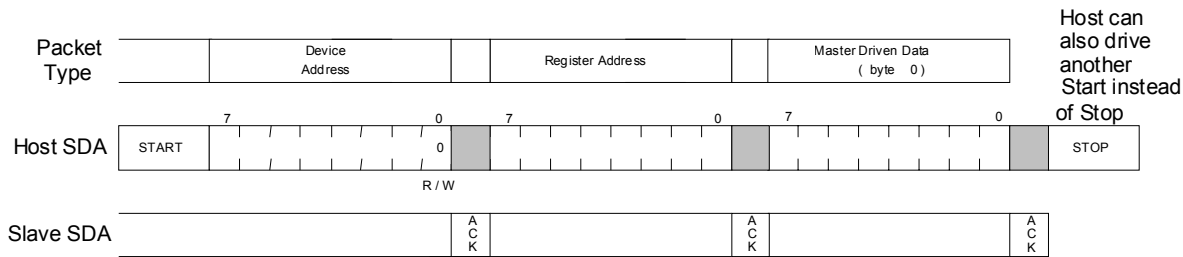 Packet
Type
Device
Address
Register Address
Master Driven Data
( byte 0 )
Host can
also drive
another
Start instead
of Stop
Host SDA
START
7
0
0
7
0
7
0
STOP
R / W
Slave SDA
A
C
K
A
C
K
A
C
K